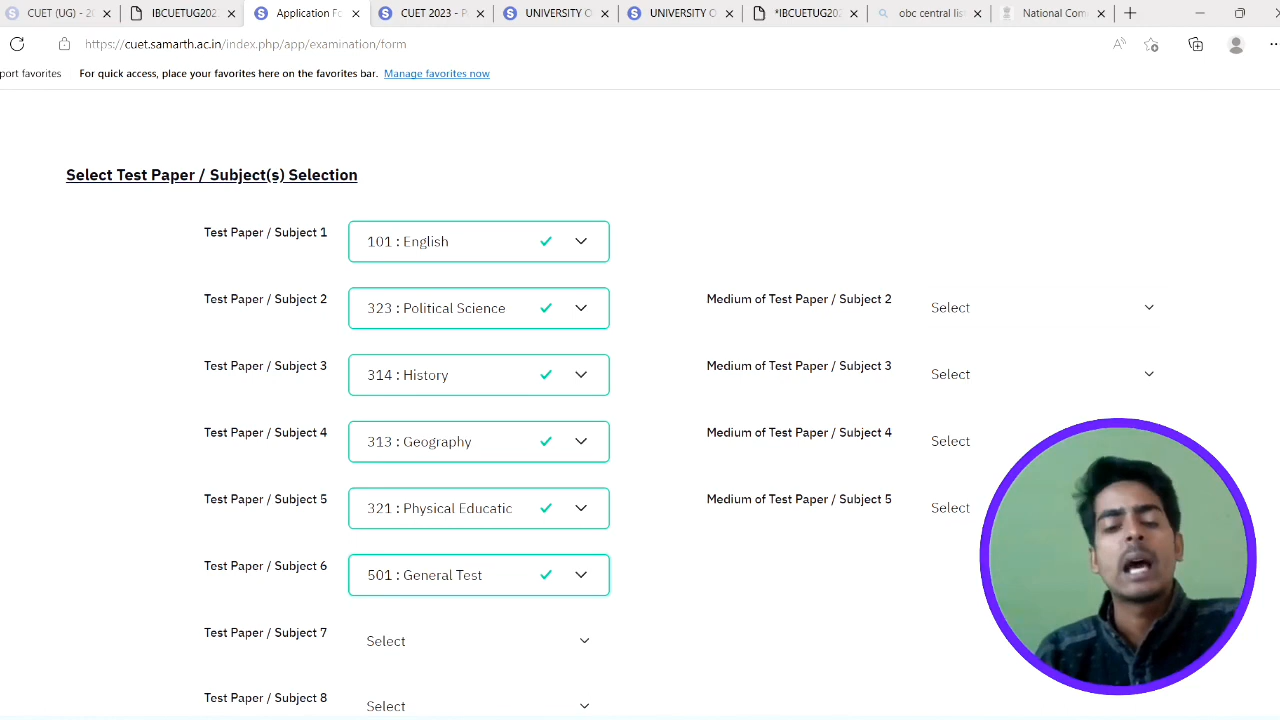 CUET (UG) - 20
IBCUETUG202
Application Fo
CUET 2023 - P
UNIVERSITY O
UNIVERSITY O
*IBCUETUG20
obc central lis
National Com
https://cuet.samarth.ac.in/index.php/app/examination/form
port favorites For quick access, place your favorites here on the favorites bar. Manage favorites now
Select Test Paper / Subject(s) Selection
Test Paper / Subject 1 101 : English
Test Paper / Subject 2 323 : Political Science Medium of Test Paper / Subject 2 Select
Test Paper / Subject 3 314 : History Medium of Test Paper / Subject 3 Select
Test Paper / Subject 4 313 : Geography Medium of Test Paper / Subject 4 Select
Test Paper / Subject 5 321 : Physical Educatic Medium of Test Paper / Subject 5 Select
Test Paper / Subject 6 501 : General Test
Test Paper / Subject 7 Select
Test Paper / Subject 8 Select